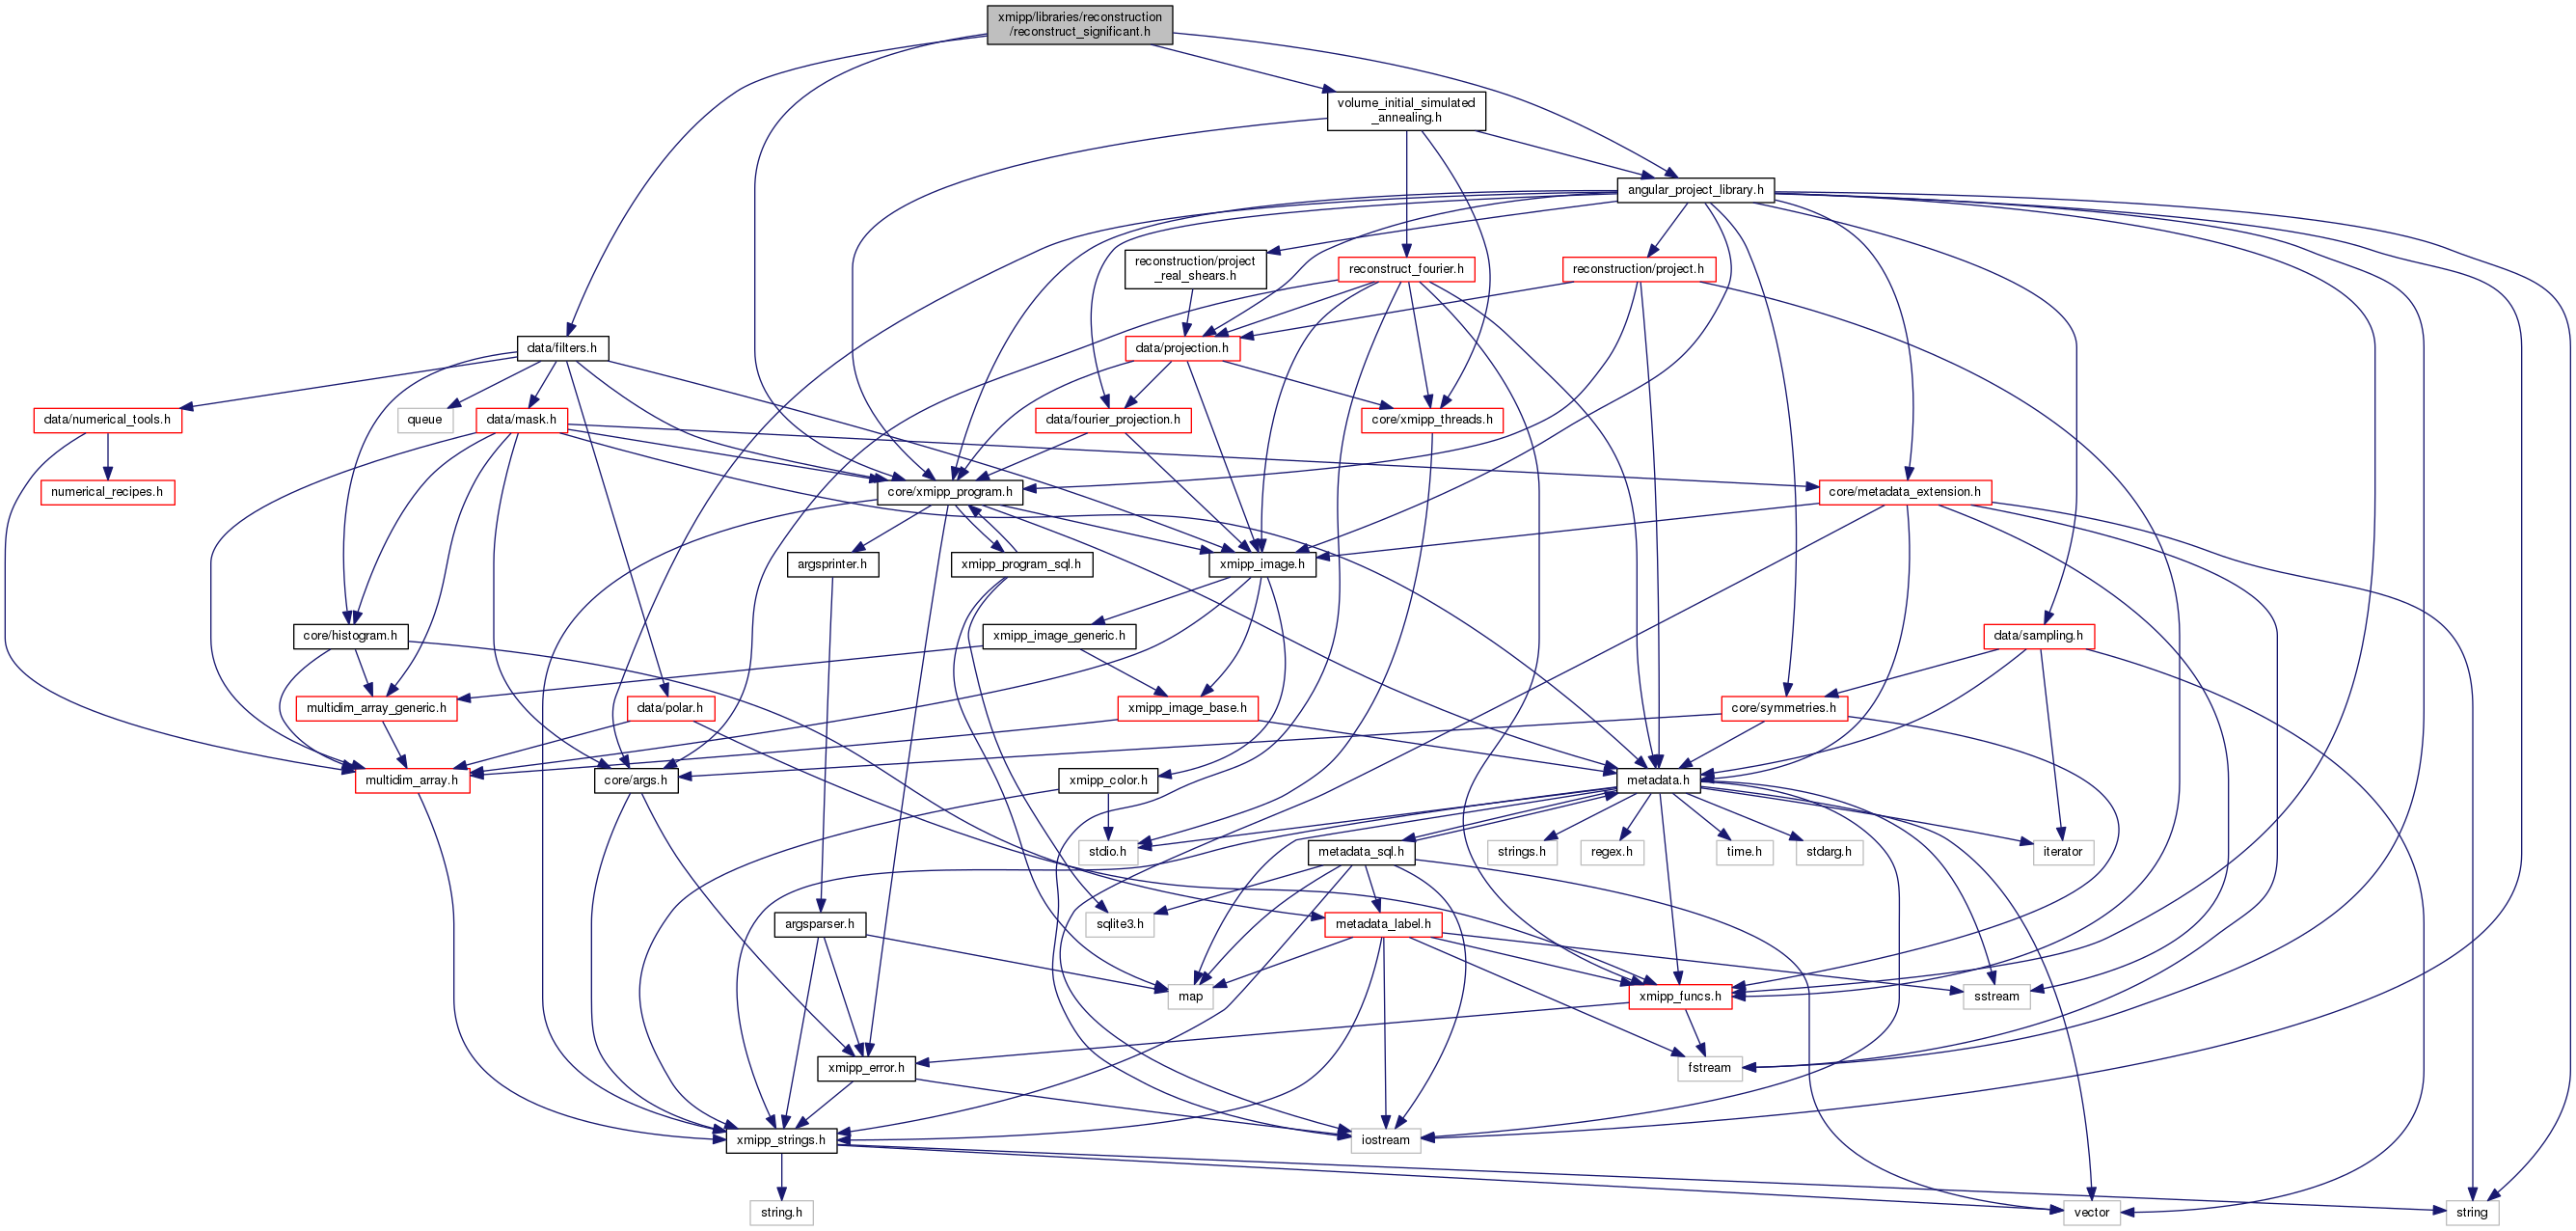 xmipp/libraries/reconstruction
/reconstruct_significant.h
volume_initial_simulated
_annealing.h
angular_project_library.h
reconstruction/project
_real_shears.h
reconstruct_fourier.h
reconstruction/project.h
data/filters.h
data/projection.h
data/numerical_tools.h
queue
data/mask.h
data/fourier_projection.h
core/xmipp_threads.h
numerical_recipes.h
core/xmipp_program.h
core/metadata_extension.h
argsprinter.h
xmipp_program_sql.h
xmipp_image.h
core/histogram.h
xmipp_image_generic.h
data/sampling.h
multidim_array_generic.h
data/polar.h
xmipp_image_base.h
core/symmetries.h
multidim_array.h
core/args.h
xmipp_color.h
metadata.h
stdio.h
metadata_sql.h
strings.h
regex.h
time.h
stdarg.h
iterator
argsparser.h
sqlite3.h
metadata_label.h
map
xmipp_funcs.h
sstream
xmipp_error.h
fstream
xmipp_strings.h
iostream
string.h
vector
string